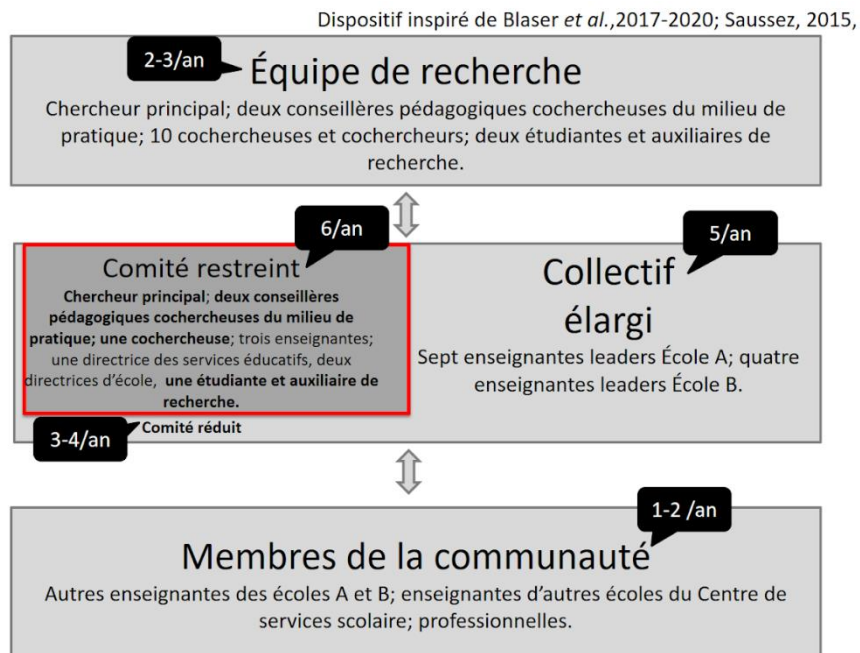 Dispositif inspiré de Blaser et al.,2017-2020; Saussez, 2015,
2-3/an
Équipe de recherche
Chercheur principal; deux conseillères pédagogiques cochercheuses du milieu de
pratique; 10 cochercheuses et cochercheurs; deux étudiantes et auxiliaires de
recherche.
6/an
Comité restreint
Chercheur principal; deux conseillères
pédagogiques cochercheuses du milieu de
pratique; une cochercheuse; trois enseignantes;
une directrice des services éducatifs, deux
directrices d'école, une étudiante et auxiliaire de
recherche.
3-4/an
Comité réduit
5/an
Collectif
élargi
Sept enseignantes leaders École A; quatre
enseignantes leaders École B.
1-2 /an
Membres de la communauté
Autres enseignantes des écoles A et B; enseignantes d'autres écoles du Centre de
services scolaire; professionnelles.